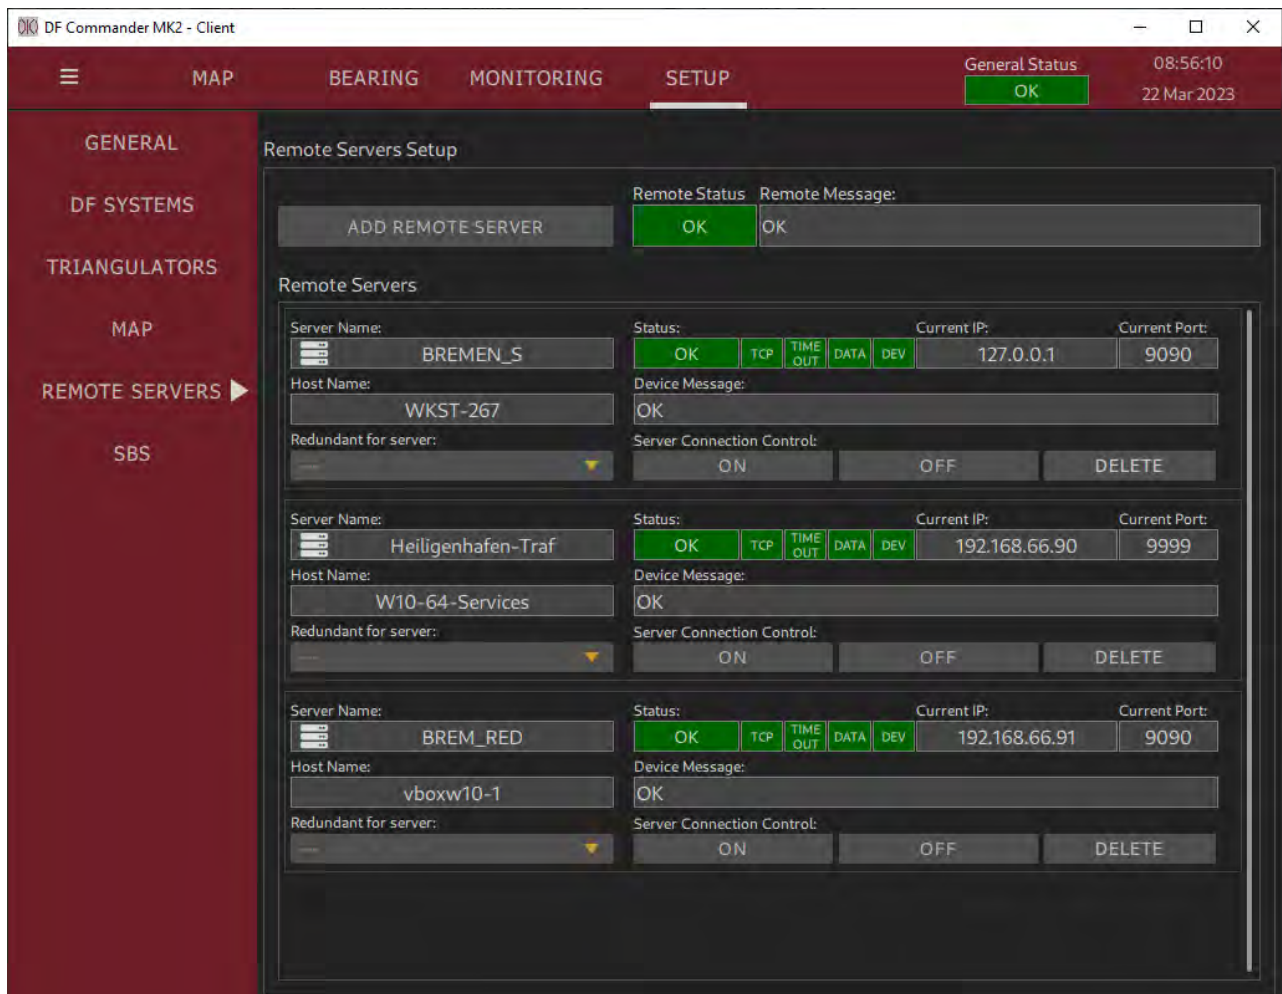 DF Commander MK2 - Client
MAP BEARING MONITORING SETUP
General Status
OK
08:56:10
22 Mar 2023
GENERAL
DF SYSTEMS
TRIANGULATORS
MAP
REMOTE SERVERS
SBS
Remote Servers Setup
ADD REMOTE SERVER
Remote Status Remote Message:
OK OK
Remote Servers
Server Name: Status: Current IP: Current Port:
BREMEN_S OK TCP TIME OUT DATA DEV 127.0.0.1 9090
Host Name: Device Message:
WKST-267 OK
Redundant for server: Server Connection Control:
---- ON OFF DELETE
Server Name: Status: Current IP: Current Port:
Heiligenhafen-Traf OK TCP TIME OUT DATA DEV 192.168.66.90 9999
Host Name: Device Message:
W10-64-Services OK
Redundant for server: Server Connection Control:
---- ON OFF DELETE
Server Name: Status: Current IP: Current Port:
BREM_RED OK TCP TIME OUT DATA DEV 192.168.66.91 9090
Host Name: Device Message:
vboxw10-1 OK
Redundant for server: Server Connection Control:
---- ON OFF DELETE